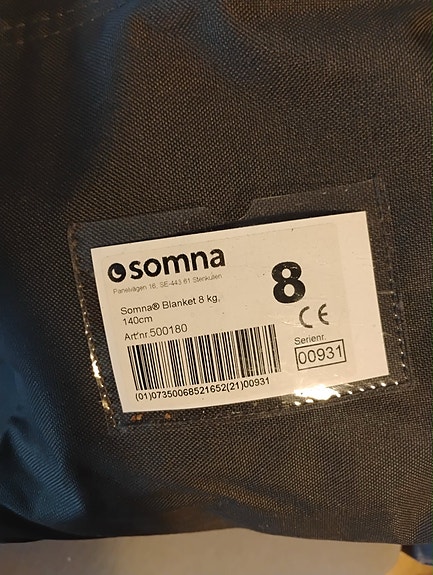 somna
Panelvägen 16, SE-443 61 Stenkullen
8
Somna® Blanket 8 kg,
140cm
Art'nr.500180
CE
Serienr.
00931
(01)07350068521652(21)00931